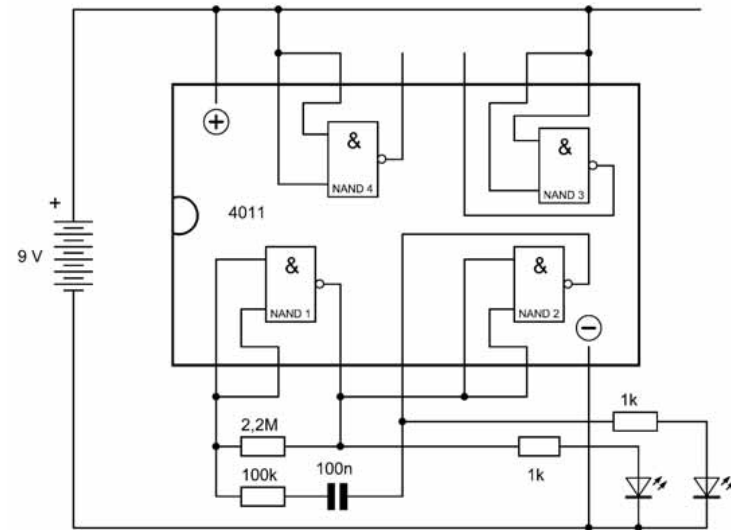 +
&
NAND 4
&
NAND 3
+
9 V
4011
&
NAND 1
&
NAND 2
−
2,2M
100k
100n
1k
1k